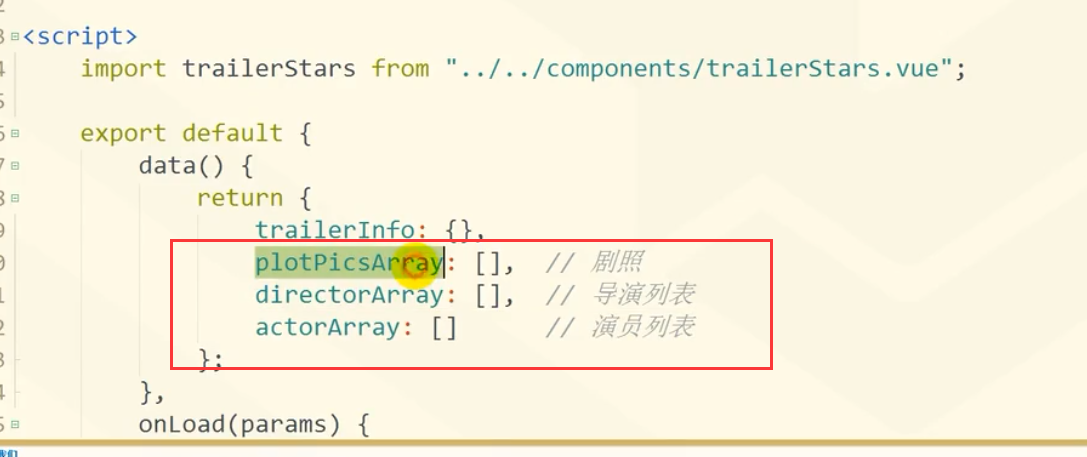 <script>
import trailerStars from "../../components/trailerStars.vue";
export default {
data() {
return {
trailerInfo: {},
plotPicsArray: [], // 剧照
directorArray: [], // 导演列表
actorArray: [] // 演员列表
};
},
onLoad(params) {